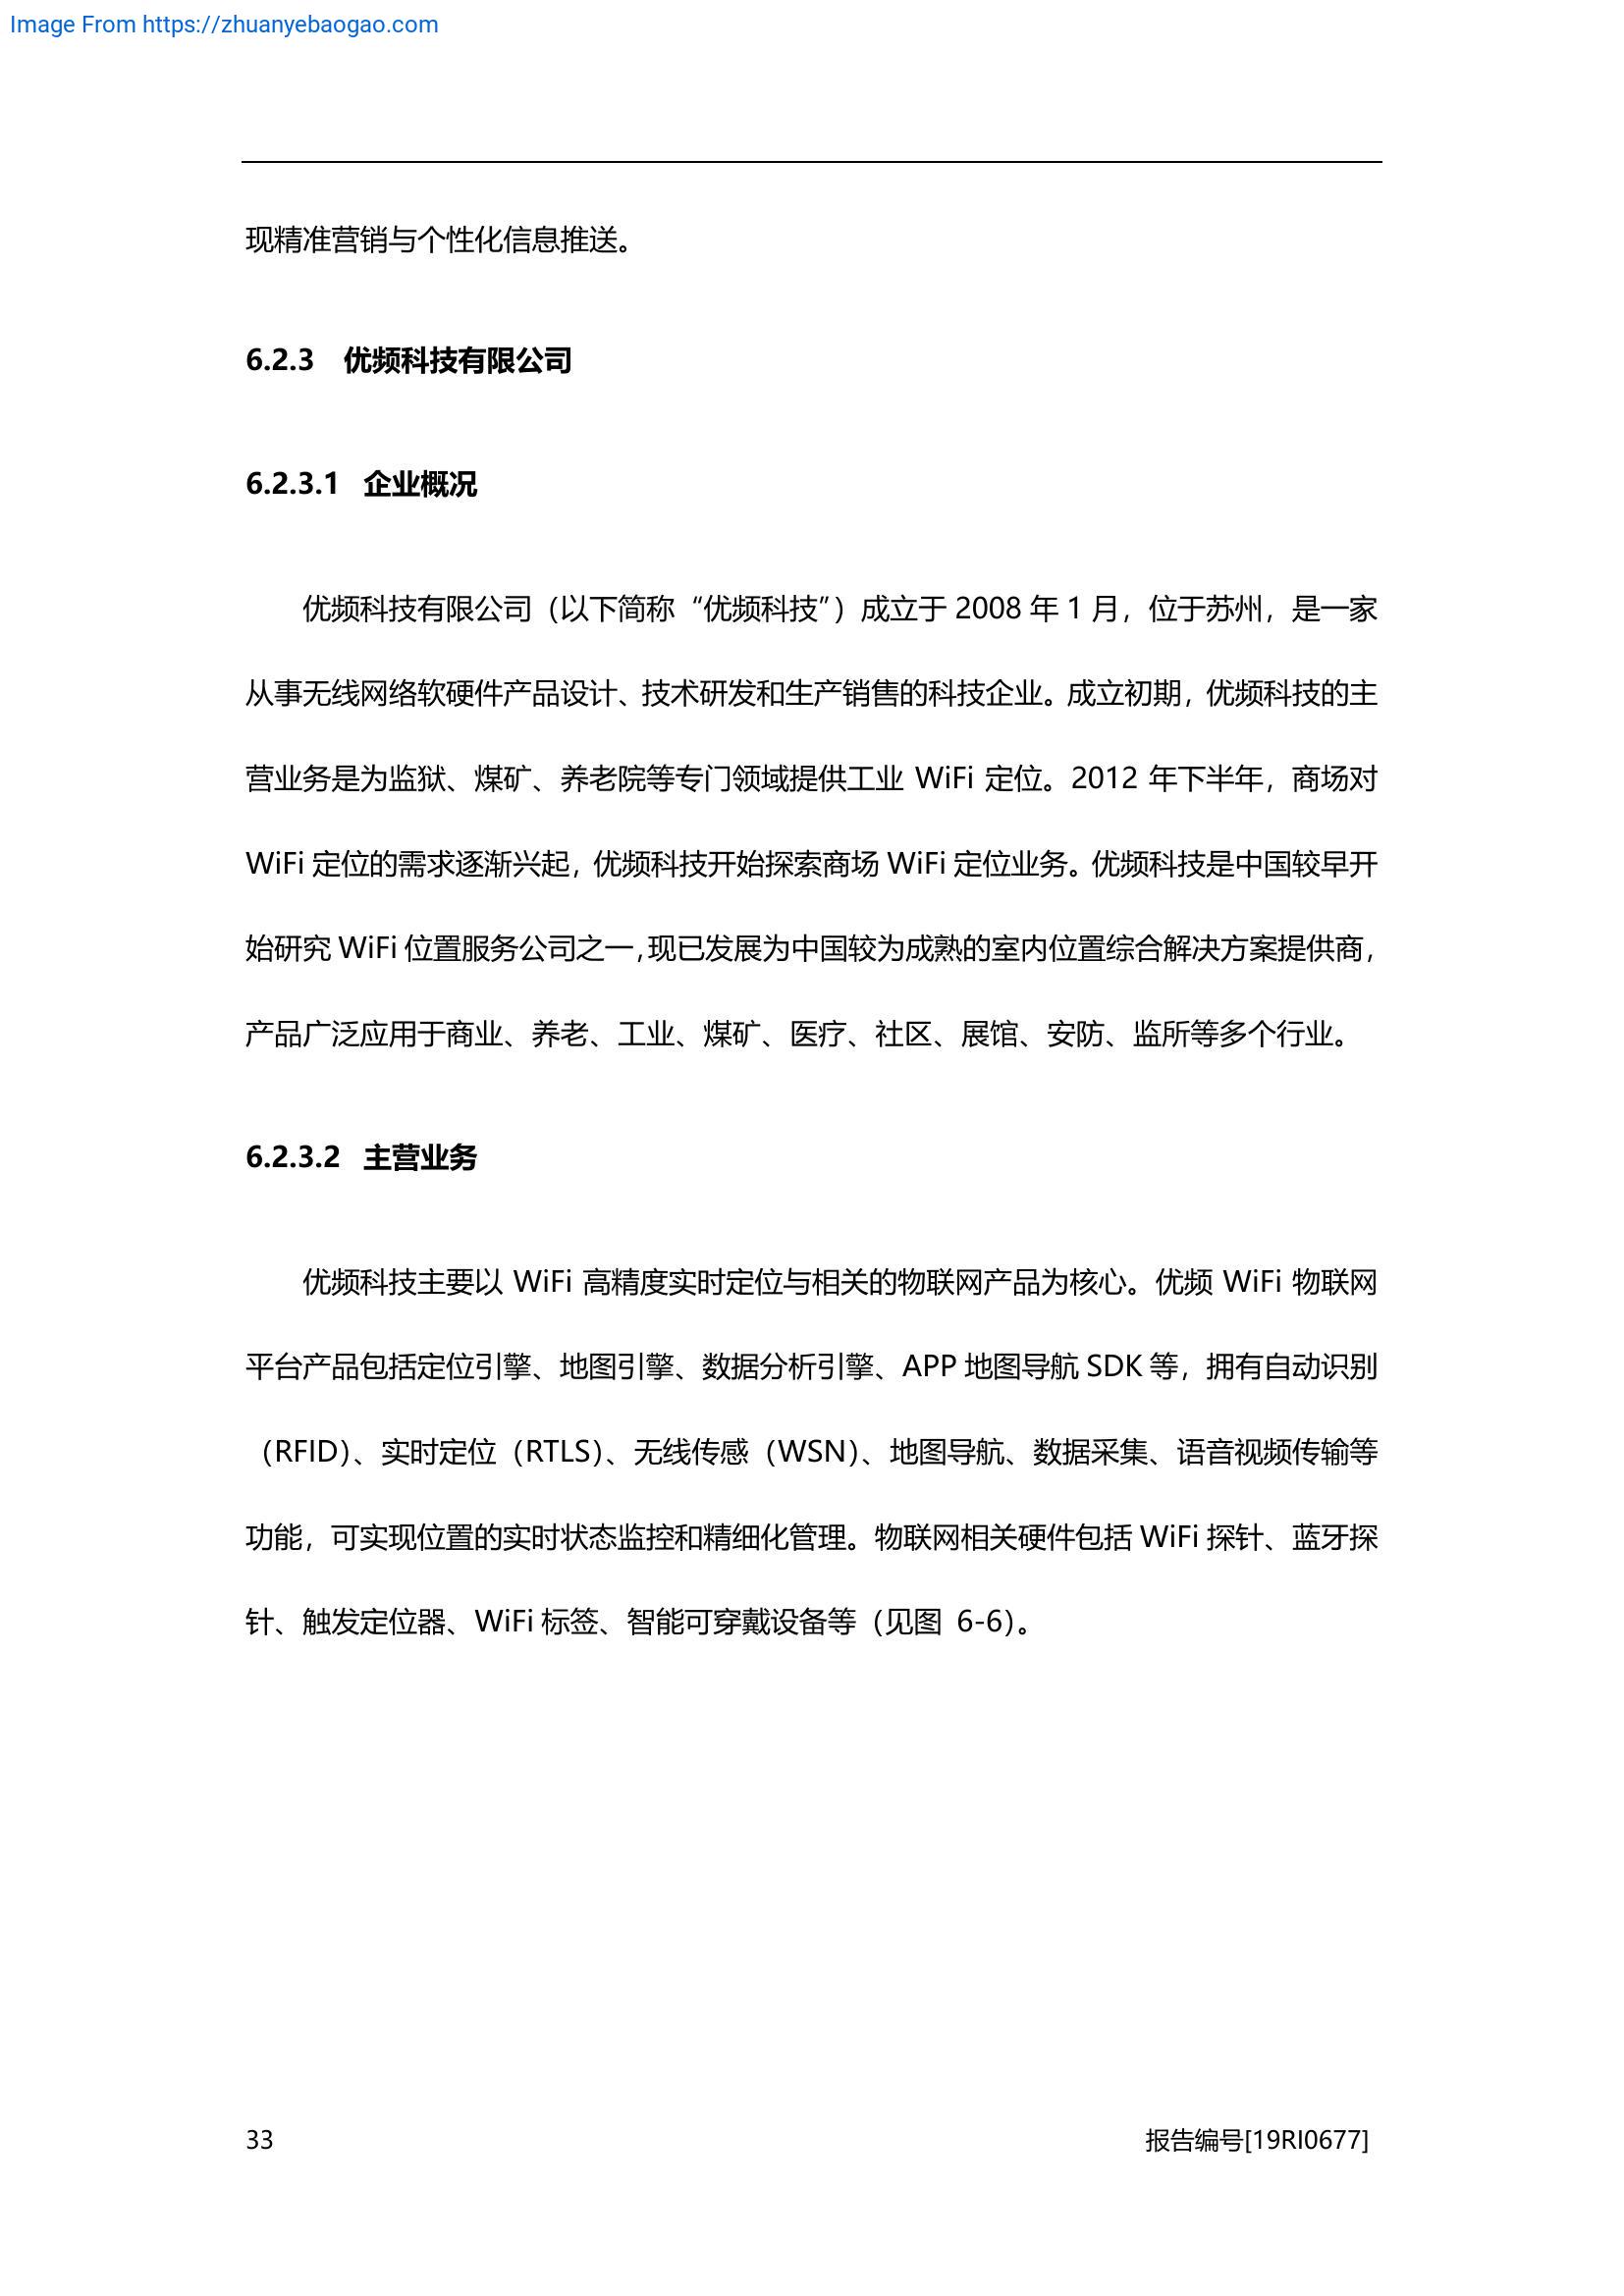 Image From https://zhuanyebaogao.com
现精准营销与个性化信息推送。
6.2.3 优频科技有限公司
6.2.3.1 企业概况
优频科技有限公司（以下简称“优频科技”）成立于 2008 年 1 月，位于苏州，是一家
从事无线网络软硬件产品设计、技术研发和生产销售的科技企业。成立初期，优频科技的主
营业务是为监狱、煤矿、养老院等专门领域提供工业 WiFi 定位。2012 年下半年，商场对
WiFi 定位的需求逐渐兴起，优频科技开始探索商场 WiFi 定位业务。优频科技是中国较早开
始研究 WiFi 位置服务公司之一，现已发展为中国较为成熟的室内位置综合解决方案提供商，
产品广泛应用于商业、养老、工业、煤矿、医疗、社区、展馆、安防、监所等多个行业。
6.2.3.2 主营业务
优频科技主要以 WiFi 高精度实时定位与相关的物联网产品为核心。优频 WiFi 物联网
平台产品包括定位引擎、地图引擎、数据分析引擎、APP 地图导航 SDK 等，拥有自动识别
（RFID）、实时定位（RTLS）、无线传感（WSN）、地图导航、数据采集、语音视频传输等
功能，可实现位置的实时状态监控和精细化管理。物联网相关硬件包括 WiFi 探针、蓝牙探
针、触发定位器、WiFi 标签、智能可穿戴设备等（见图 6-6）。
33 报告编号[19RI0677]